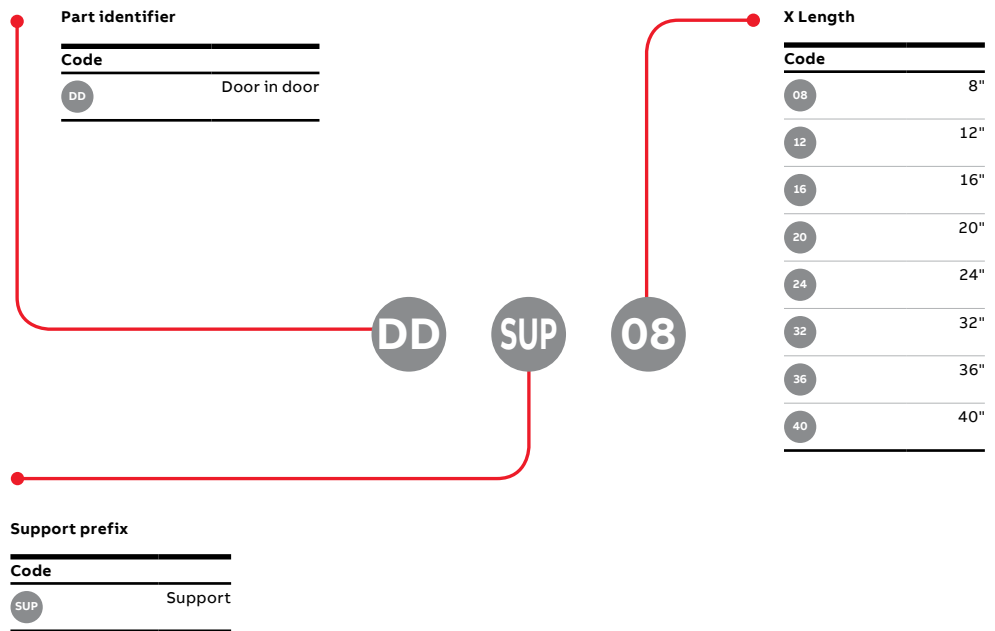 Part identifier
Code
DD Door in door
X Length
Code
08 8"
12 12"
16 16"
20 20"
24 24"
32 32"
36 36"
40 40"
DD SUP 08
Support prefix
Code
SUP Support